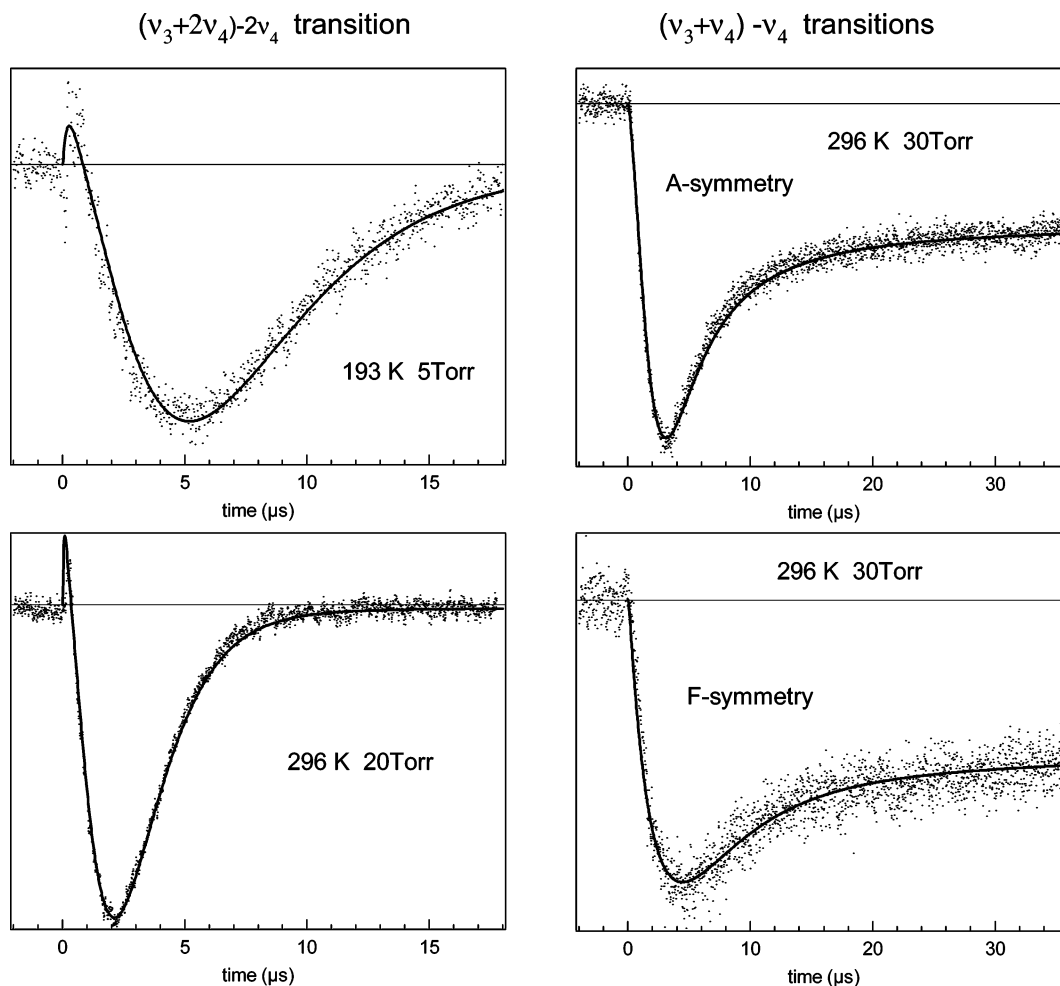 (ν3+2ν4)-2ν4 transition
(ν3+ν4) -ν4 transitions
193 K 5Torr
0 5 10 15
time (µs)
296 K 30Torr
A-symmetry
0 10 20 30
time (µs)
296 K 20Torr
0 5 10 15
time (µs)
296 K 30Torr
F-symmetry
0 10 20 30
time (µs)